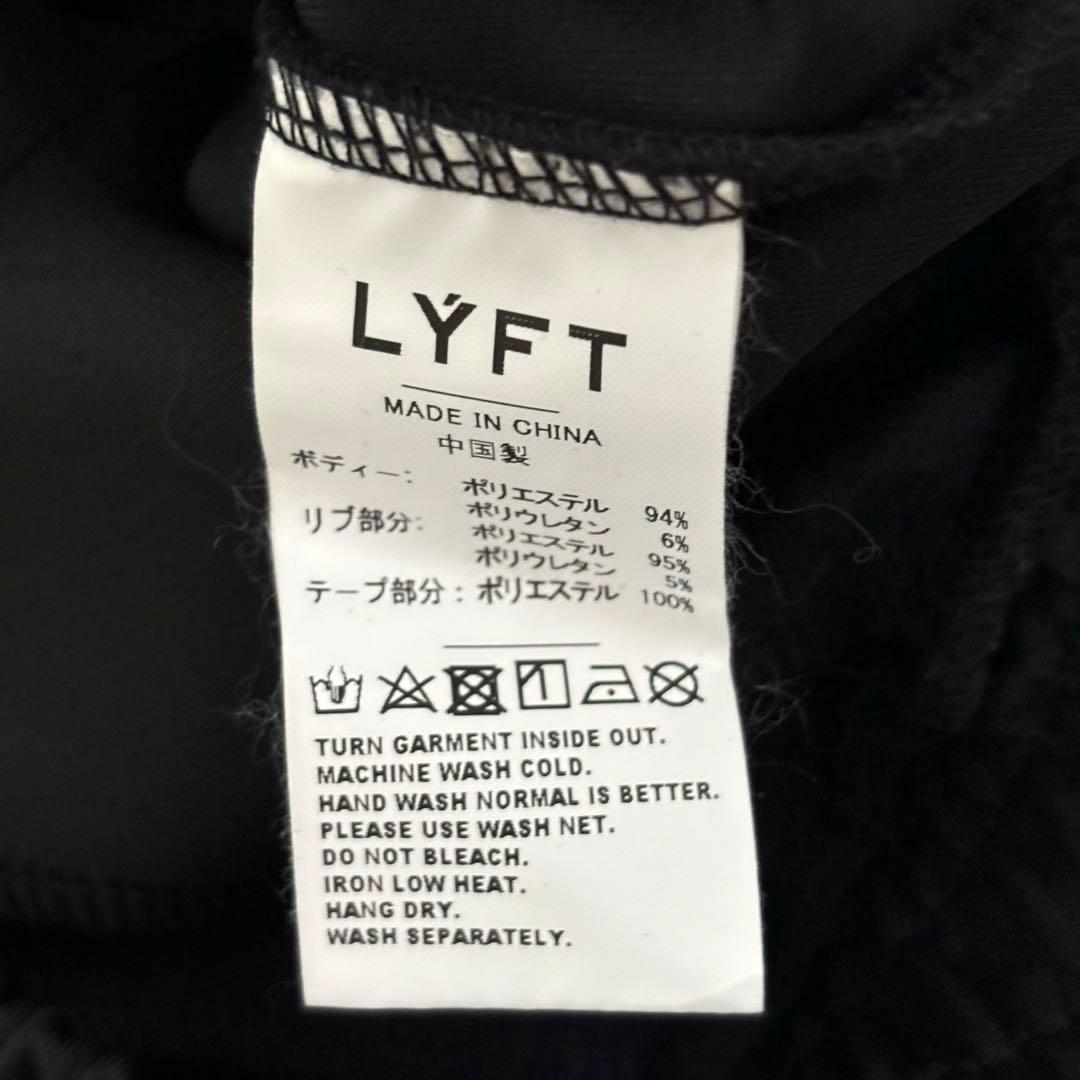 LÝFT
MADE IN CHINA
中国製
ボディー: ポリエステル 94%
ポリウレタン 6%
リブ部分: ポリエステル 95%
ポリウレタン 5%
テープ部分: ポリエステル 100%
TURN GARMENT INSIDE OUT.
MACHINE WASH COLD.
HAND WASH NORMAL IS BETTER.
PLEASE USE WASH NET.
DO NOT BLEACH.
IRON LOW HEAT.
HANG DRY.
WASH SEPARATELY.